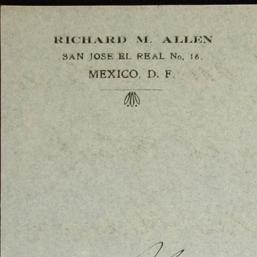 RICHARD M. ALLEN
SAN JOSE EL REAL No, 18.
MEXICO, D. F.